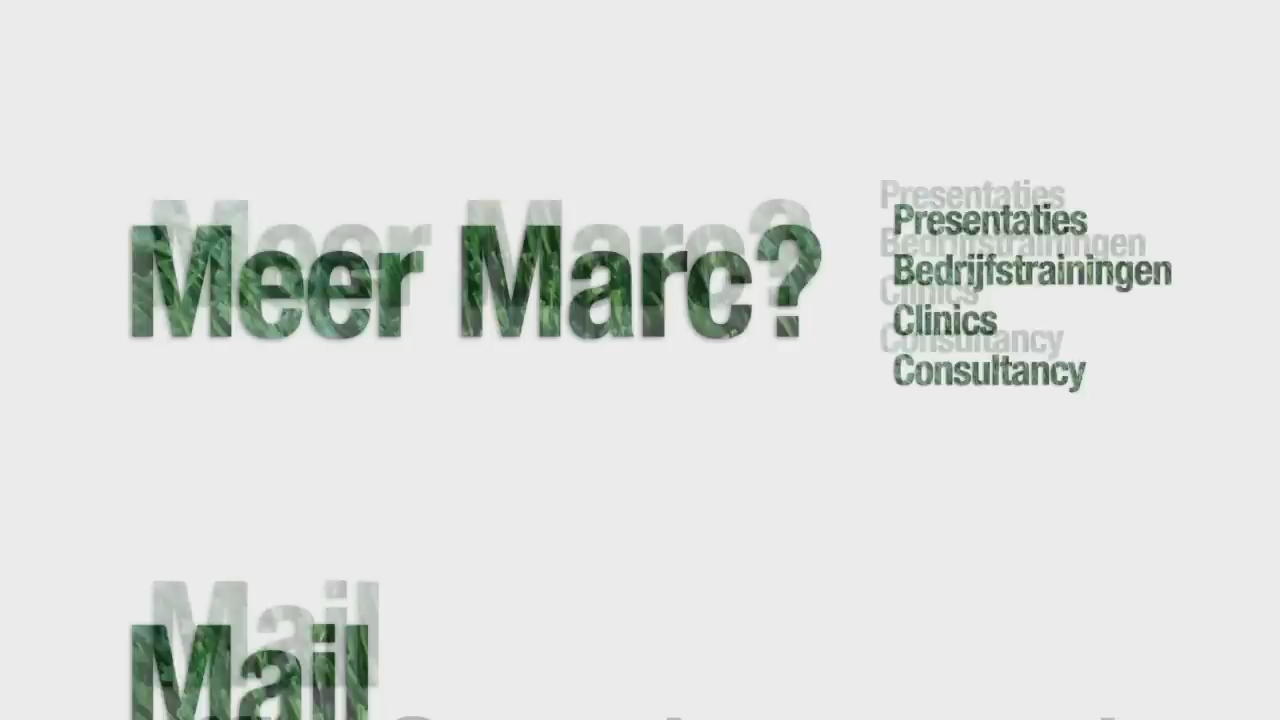 Meer Marc?
Presentaties
Bedrijfstrainingen
Clinics
Consultancy
Mail